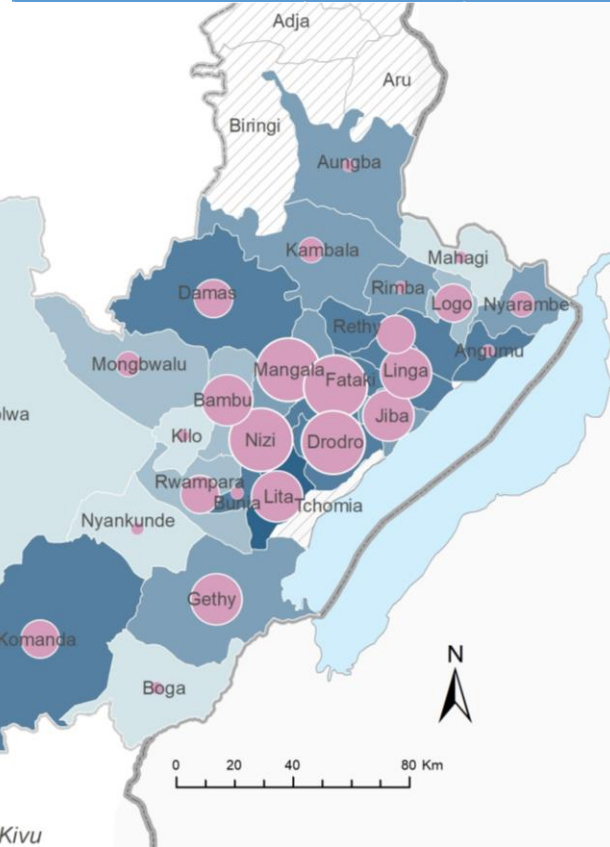 Adja
Aru
Biringi
Aungba
Kambala
Mahagi
Damas
Rimba
Logo
Nyarambe
Rethy
Angumu
Mongbwalu
Mangala
Fataki
Linga
Bambu
Jiba
olwa
Kilo
Nizi
Drodro
Rwampara
Bunia
Lita
Tchomia
Nyankunde
Gethy
Komanda
N
Boga
0 20 40 80 Km
Kivu